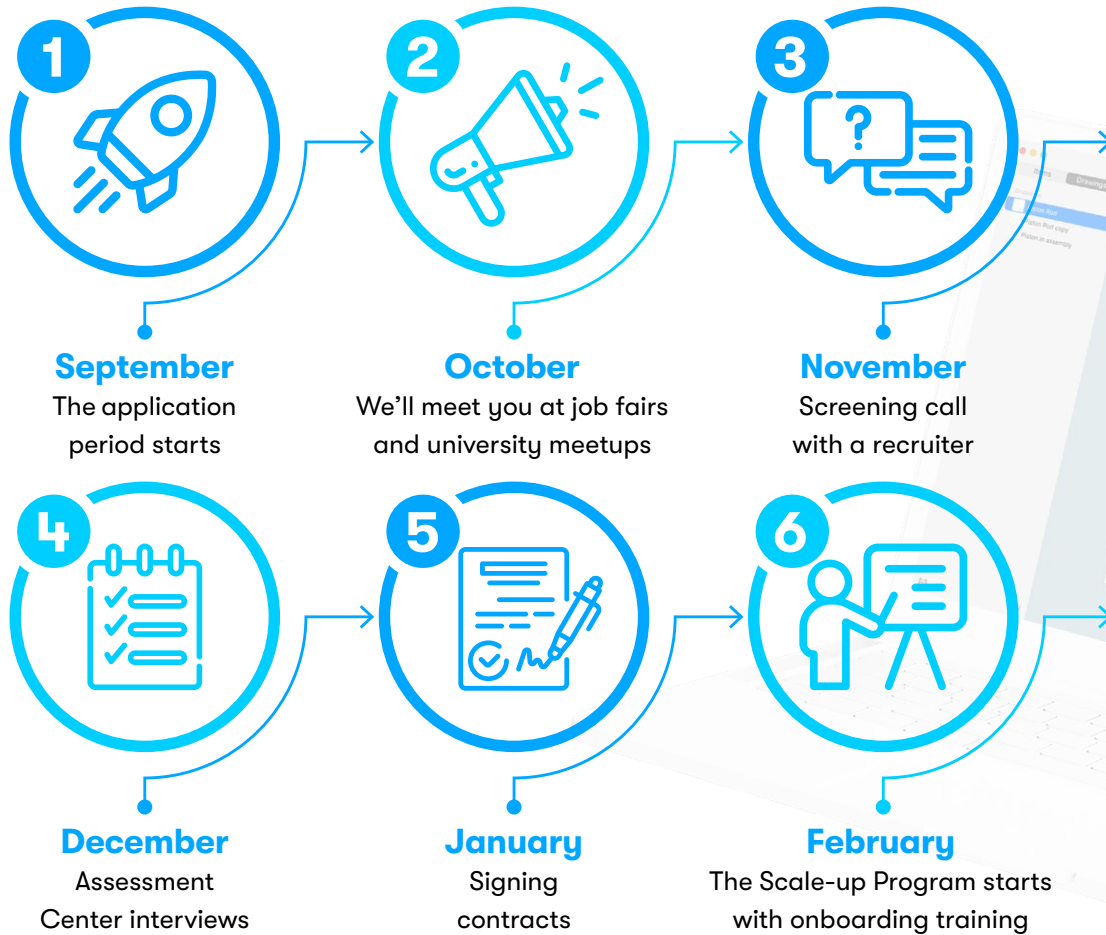 1
2
3
?
Items
Drawings
September
The application
period starts
October
We'll meet you at job fairs
and university meetups
November
Screening call
with a recruiter
4
5
6
December
Assessment
Center interviews
January
Signing
contracts
February
The Scale-up Program starts
with onboarding training